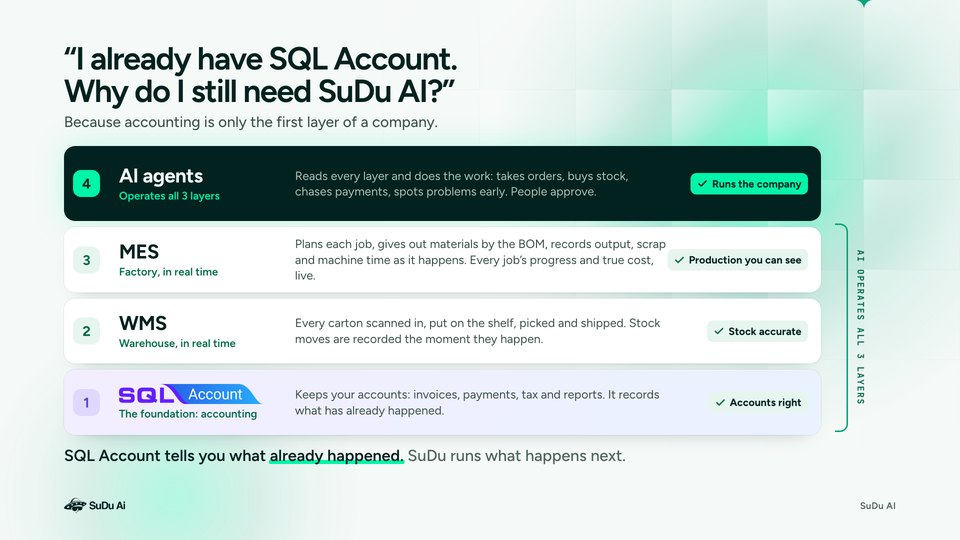 “I already have SQL Account.
Why do I still need SuDu AI?”
Because accounting is only the first layer of a company.
4
AI agents
Operates all 3 layers
Reads every layer and does the work: takes orders, buys stock,
chases payments, spots problems early. People approve.
Runs the company
3
MES
Factory, in real time
Plans each job, gives out materials by the BOM, records output, scrap
and machine time as it happens. Every job’s progress and true cost,
live.
Production you can see
2
WMS
Warehouse, in real time
Every carton scanned in, put on the shelf, picked and shipped. Stock
moves are recorded the moment they happen.
Stock accurate
1
SQL Account
The foundation: accounting
Keeps your accounts: invoices, payments, tax and reports. It records
what has already happened.
Accounts right
AI OPERATES ALL 3 LAYERS
SQL Account tells you what already happened. SuDu runs what happens next.
SuDu Ai
SuDu AI